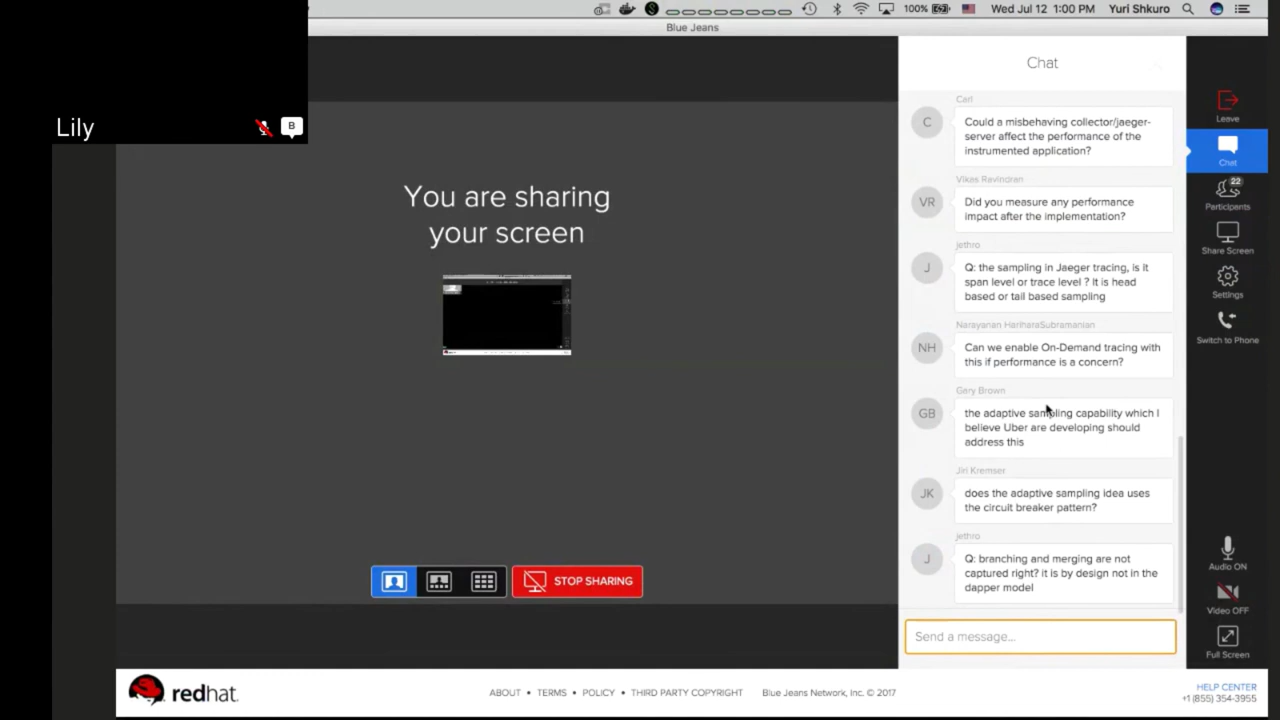 100%
Wed Jul 12 1:00 PM
Yuri Shkuro
Blue Jeans
Lily
B
You are sharing
your screen
STOP SHARING
Chat
Carl
C
Could a misbehaving collector/jaeger-
server affect the performance of the
instrumented application?
Vikas Ravindran
VR
Did you measure any performance
impact after the implementation?
jethro
J
Q: the sampling in Jaeger tracing, is it
span level or trace level ? It is head
based or tail based sampling
Narayanan HariharaSubramanian
NH
Can we enable On-Demand tracing with
this if performance is a concern?
Gary Brown
GB
the adaptive sampling capability which I
believe Uber are developing should
address this
Jiri Kremser
JK
does the adaptive sampling idea uses
the circuit breaker pattern?
jethro
J
Q: branching and merging are not
captured right? it is by design not in the
dapper model
Send a message...
Leave
Chat
22
Participants
Share Screen
Settings
Switch to Phone
Audio ON
Video OFF
Full Screen
redhat.
ABOUT • TERMS • POLICY • THIRD PARTY COPYRIGHT
Blue Jeans Network, Inc. © 2017
HELP CENTER
+1 (855) 354-3955